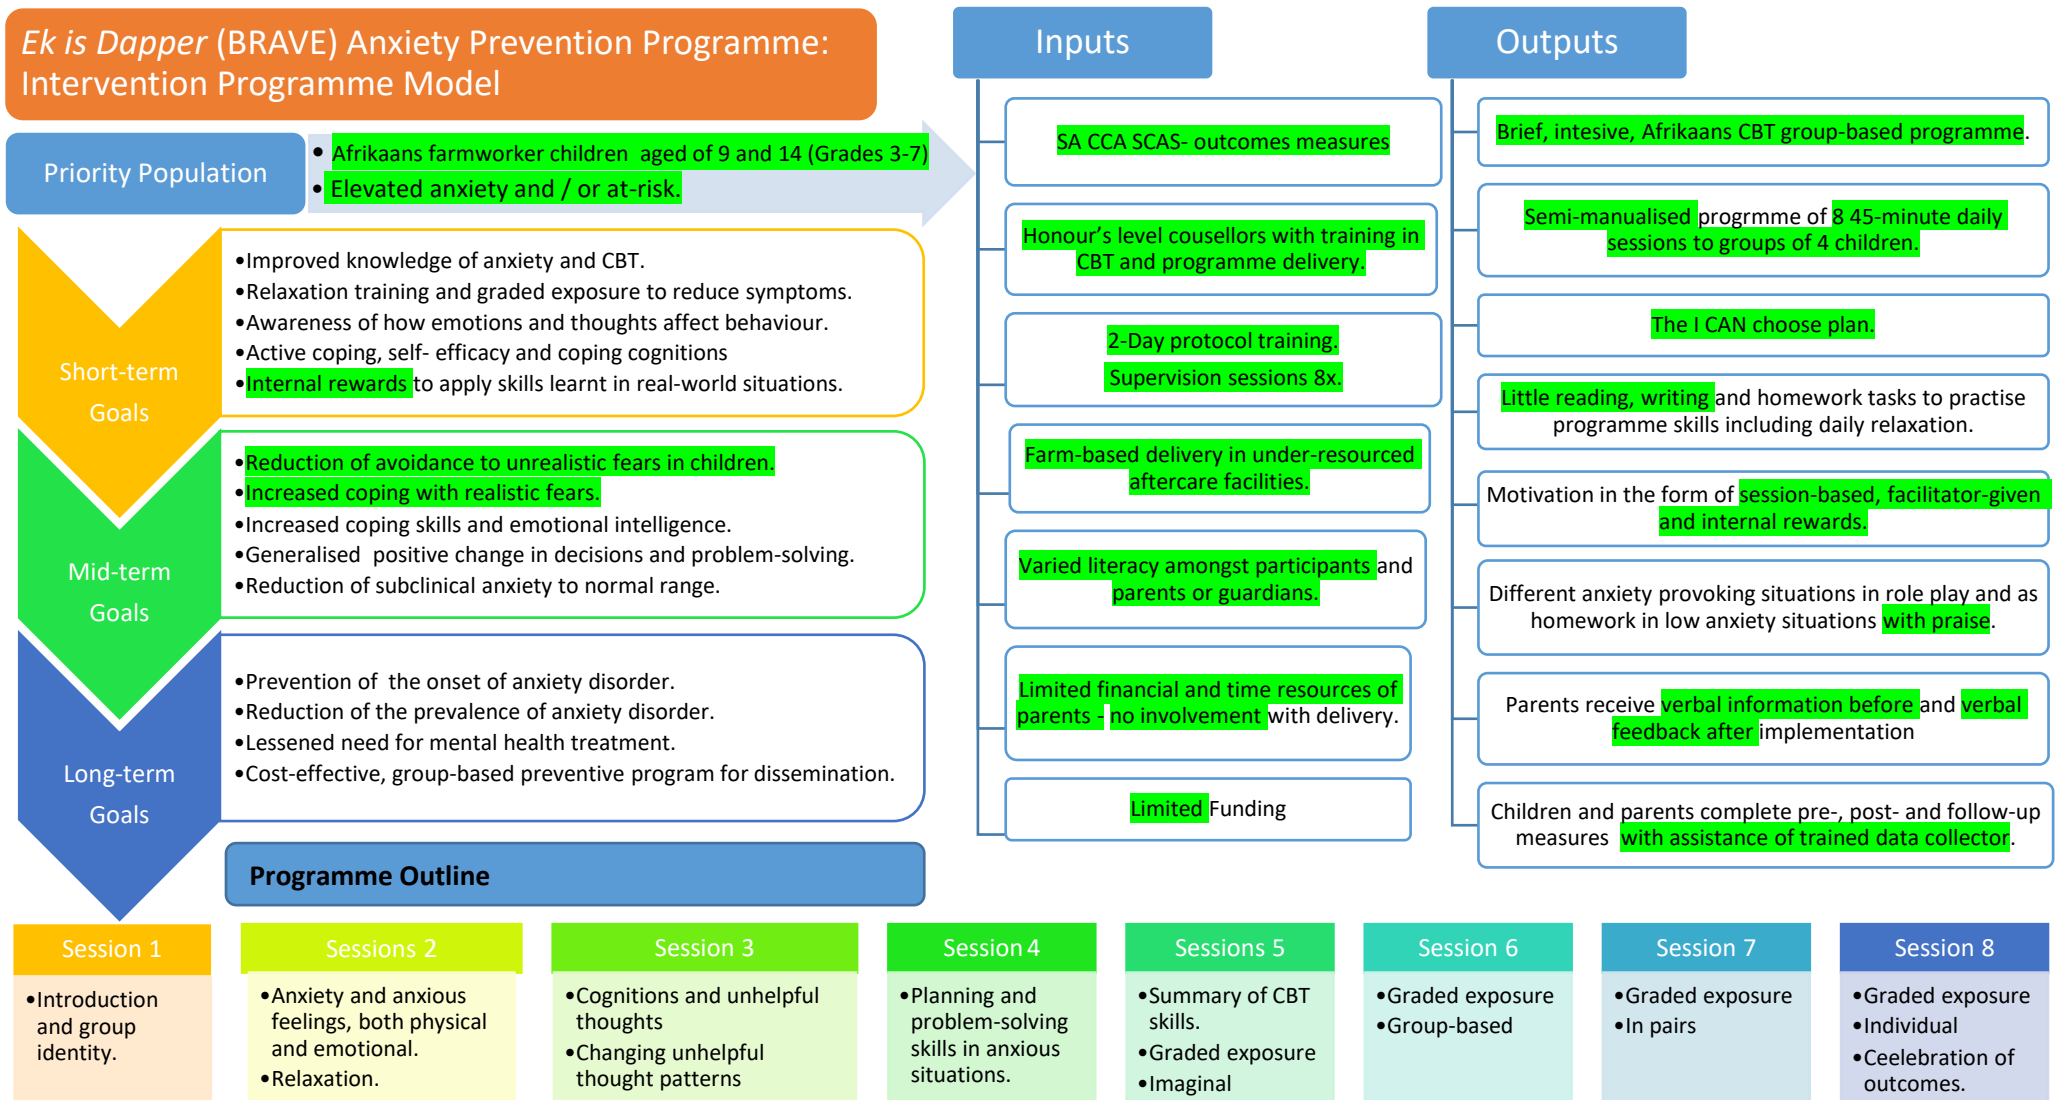 Ek is Dapper (BRAVE) Anxiety Prevention Programme:
Intervention Programme Model
Priority Population
• Afrikaans farmworker children aged of 9 and 14 (Grades 3-7)
• Elevated anxiety and / or at-risk.
Short-term
Goals
•Improved knowledge of anxiety and CBT.
•Relaxation training and graded exposure to reduce symptoms.
•Awareness of how emotions and thoughts affect behaviour.
•Active coping, self- efficacy and coping cognitions
•Internal rewards to apply skills learnt in real-world situations.
Mid-term
Goals
•Reduction of avoidance to unrealistic fears in children.
•Increased coping with realistic fears.
•Increased coping skills and emotional intelligence.
•Generalised positive change in decisions and problem-solving.
•Reduction of subclinical anxiety to normal range.
Long-term
Goals
•Prevention of the onset of anxiety disorder.
•Reduction of the prevalence of anxiety disorder.
•Lessened need for mental health treatment.
•Cost-effective, group-based preventive program for dissemination.
Inputs
SA CCA SCAS- outcomes measures
Honour's level cousellors with training in
CBT and programme delivery.
2-Day protocol training.
Supervision sessions 8x.
Farm-based delivery in under-resourced
aftercare facilities.
Varied literacy amongst participants and
parents or guardians.
Limited financial and time resources of
parents - no involvement with delivery.
Limited Funding
Outputs
Brief, intesive, Afrikaans CBT group-based programme.
Semi-manualised progrmme of 8 45-minute daily
sessions to groups of 4 children.
The I CAN choose plan.
Little reading, writing and homework tasks to practise
programme skills including daily relaxation.
Motivation in the form of session-based, facilitator-given
and internal rewards.
Different anxiety provoking situations in role play and as
homework in low anxiety situations with praise.
Parents receive verbal information before and verbal
feedback after implementation
Children and parents complete pre-, post- and follow-up
measures with assistance of trained data collector.
Programme Outline
Session 1
•Introduction
and group
identity.
Sessions 2
•Anxiety and anxious
feelings, both physical
and emotional.
•Relaxation.
Session 3
•Cognitions and unhelpful
thoughts
•Changing unhelpful
thought patterns
Session 4
•Planning and
problem-solving
skills in anxious
situations.
Sessions 5
•Summary of CBT
skills.
•Graded exposure
•Imaginal
Session 6
•Graded exposure
•Group-based
Session 7
•Graded exposure
•In pairs
Session 8
•Graded exposure
•Individual
•Ceelebration of
outcomes.